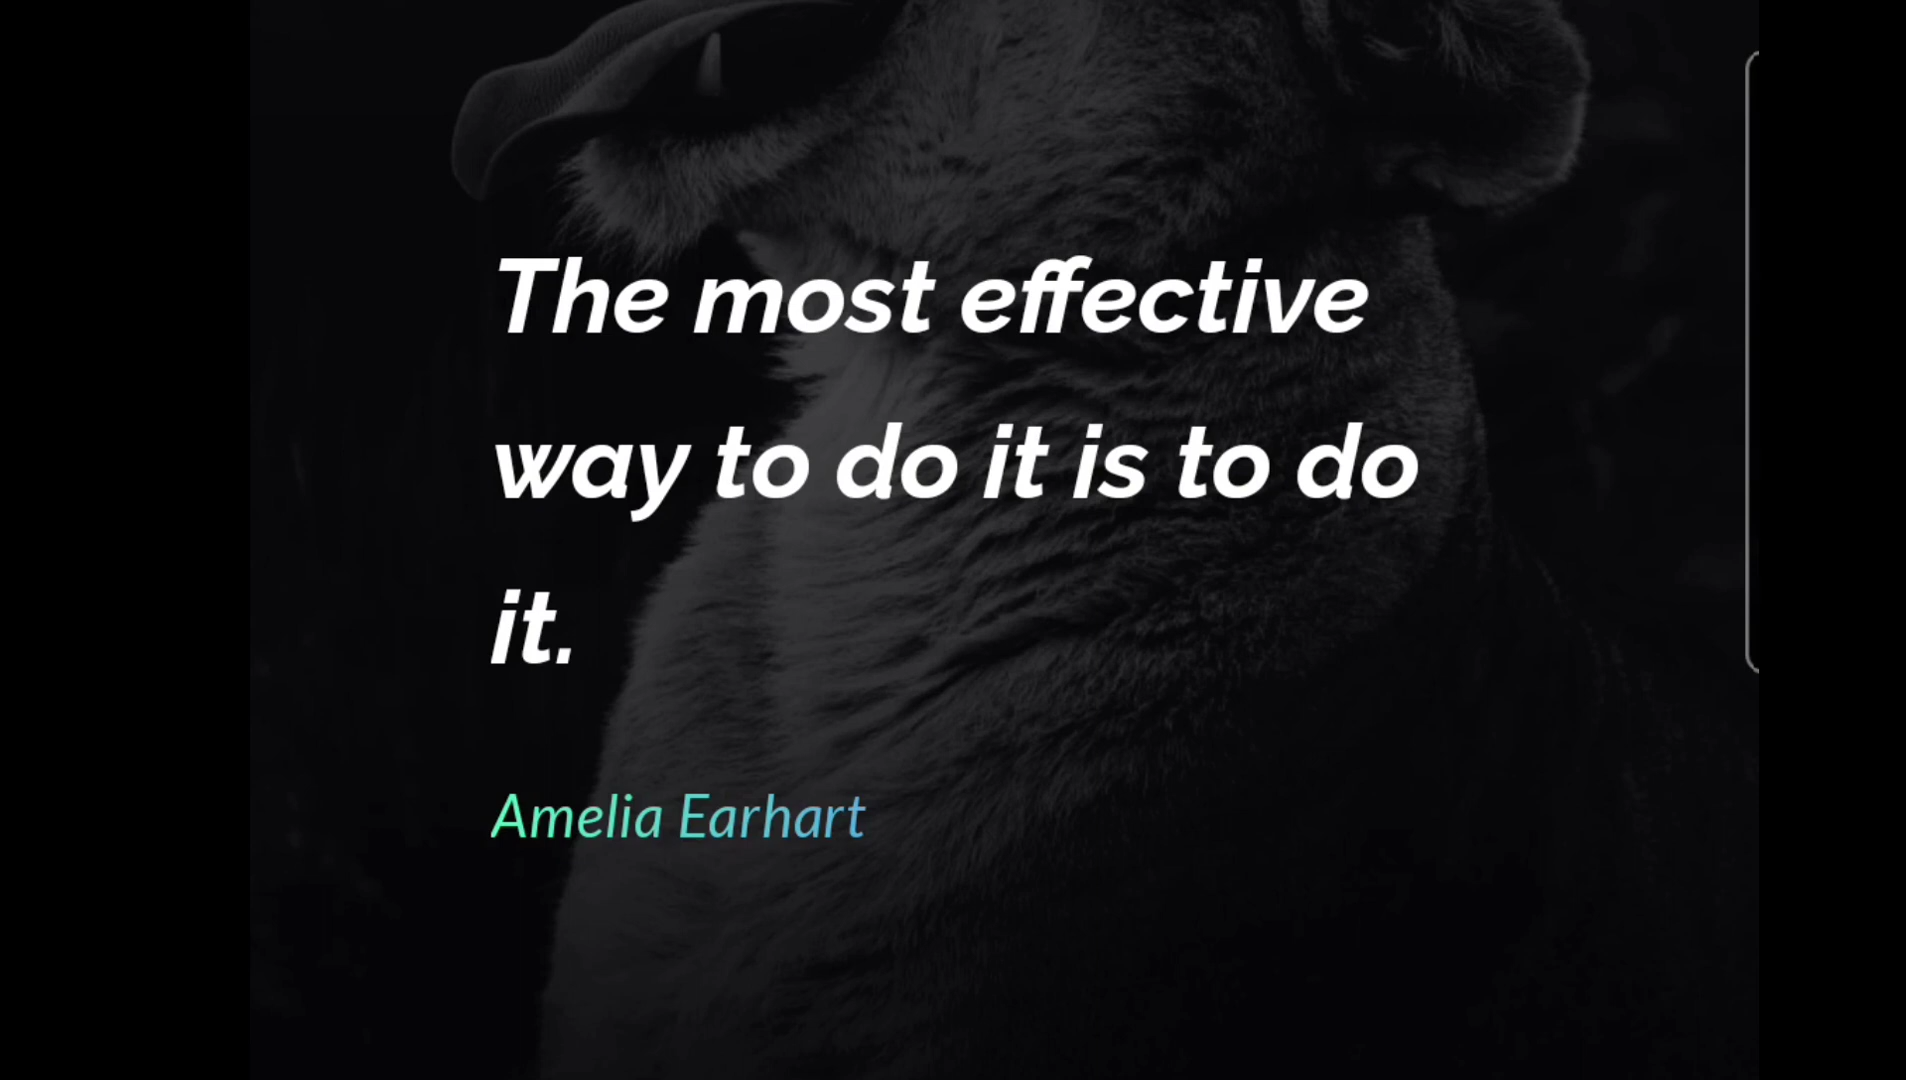 The most effective
way to do it is to do
it.
Amelia Earhart